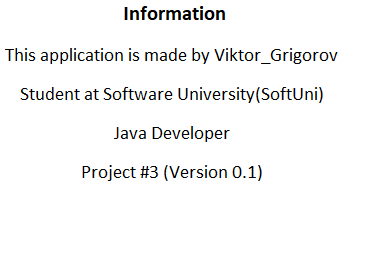 Information
This application is made by Viktor_Grigorov
Student at Software University(SoftUni)
Java Developer
Project #3 (Version 0.1)